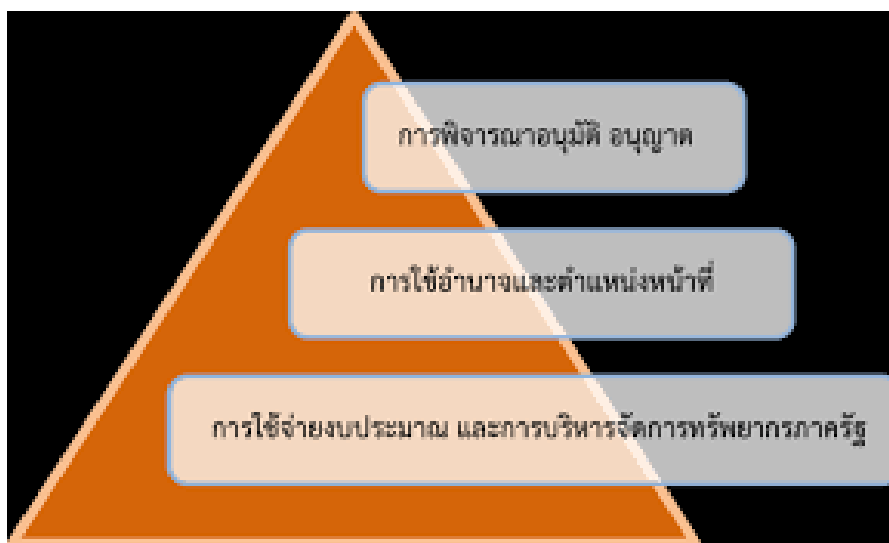 การพิจารณาอนุมัติ อนุญาต
การใช้อำนาจและตำแหน่งหน้าที่
การใช้จ่ายงบประมาณ และการบริหารจัดการทรัพยากรภาครัฐ